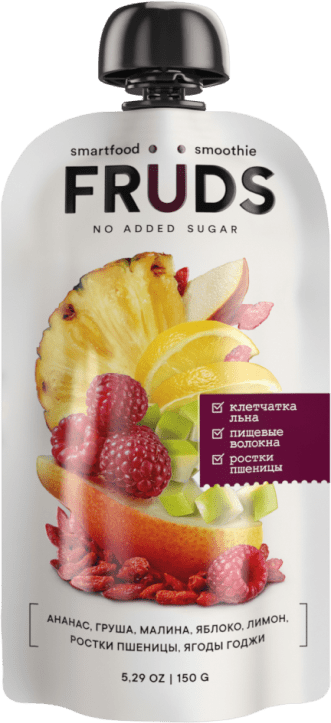 smartfood smoothie
FRUDS
NO ADDED SUGAR
клетчатка
льна
пищевые
волокна
ростки
пшеницы
АНАНАС, ГРУША, МАЛИНА, ЯБЛОКО, ЛИМОН,
РОСТКИ ПШЕНИЦЫ, ЯГОДЫ ГОДЖИ
5,29 OZ | 150 G